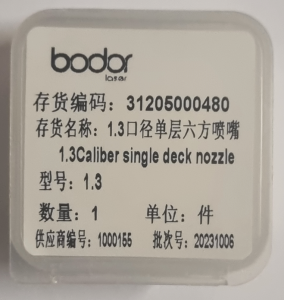 bodor
laser
存货编码：31205000480
存货名称：1.3口径单层六方喷嘴
1.3Caliber single deck nozzle
型号：1.3
数量：1 单位：件
供应商编号：1000155 批次号：20231006